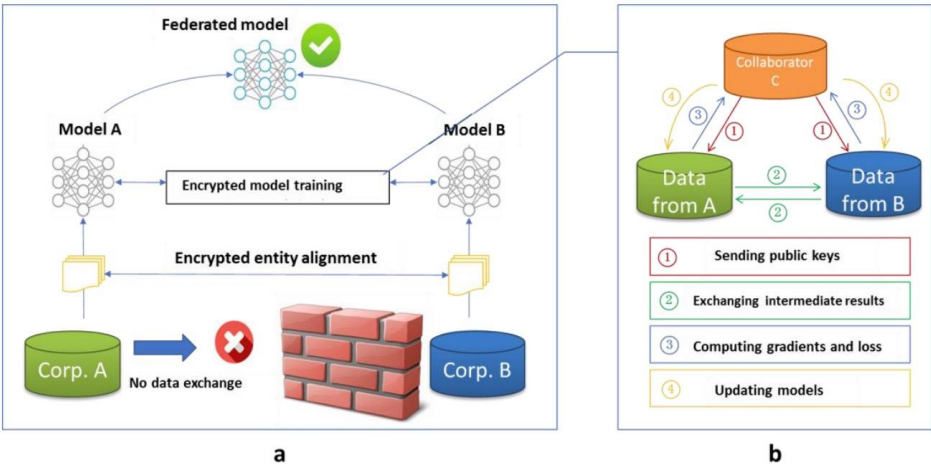 Federated model
Model A
Model B
Encrypted model training
Encrypted entity alignment
Corp. A
No data exchange
Corp. B
a
Collaborator
C
4
3
1
1
3
4
Data
from A
2
2
Data
from B
1 Sending public keys
2 Exchanging intermediate results
3 Computing gradients and loss
4 Updating models
b